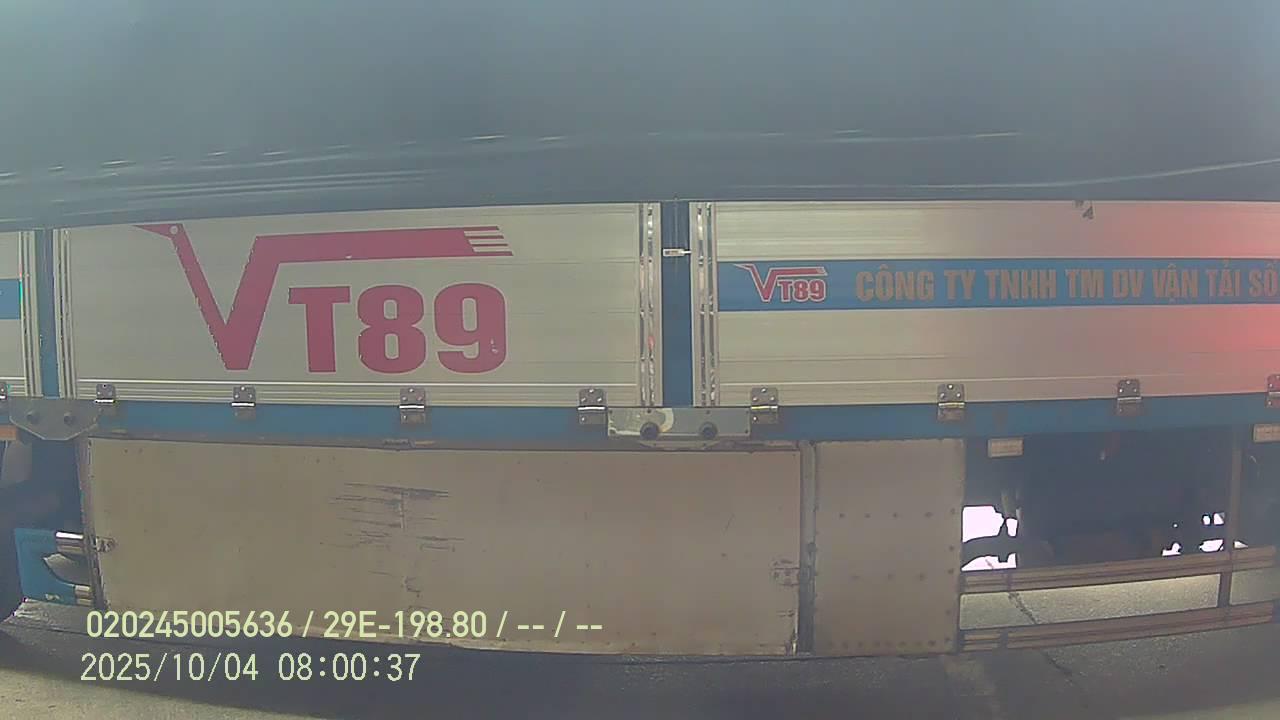 VT89
VT89 CÔNG TY TNHH TM DV VẬN TẢI SỐ
020245005636 / 29E-198.80 / -- / --
2025/10/04 08:00:37